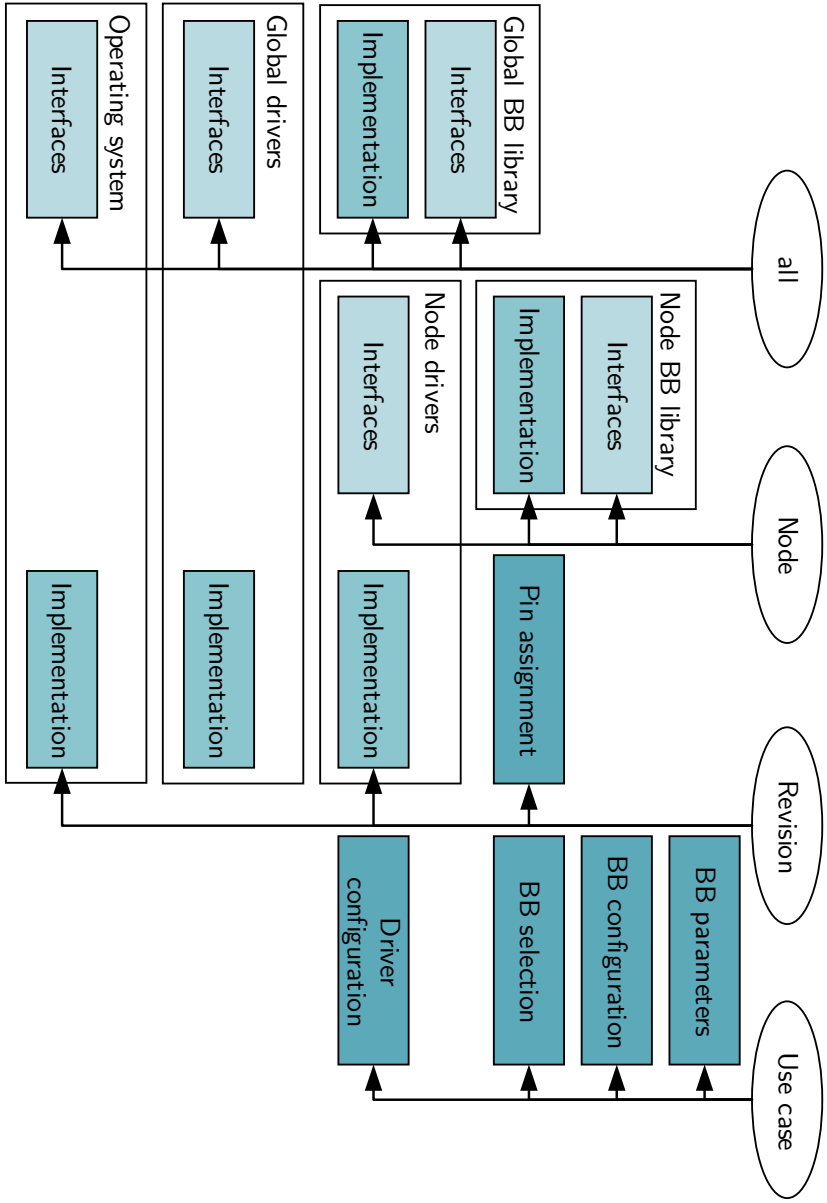 all
Global BB library
Interfaces
Implementation
Global drivers
Interfaces
Operating system
Interfaces
Node
Node BB library
Interfaces
Implementation
Node drivers
Interfaces
Revision
Pin assignment
Implementation
Implementation
Implementation
Use case
BB parameters
BB configuration
BB selection
Driver
configuration